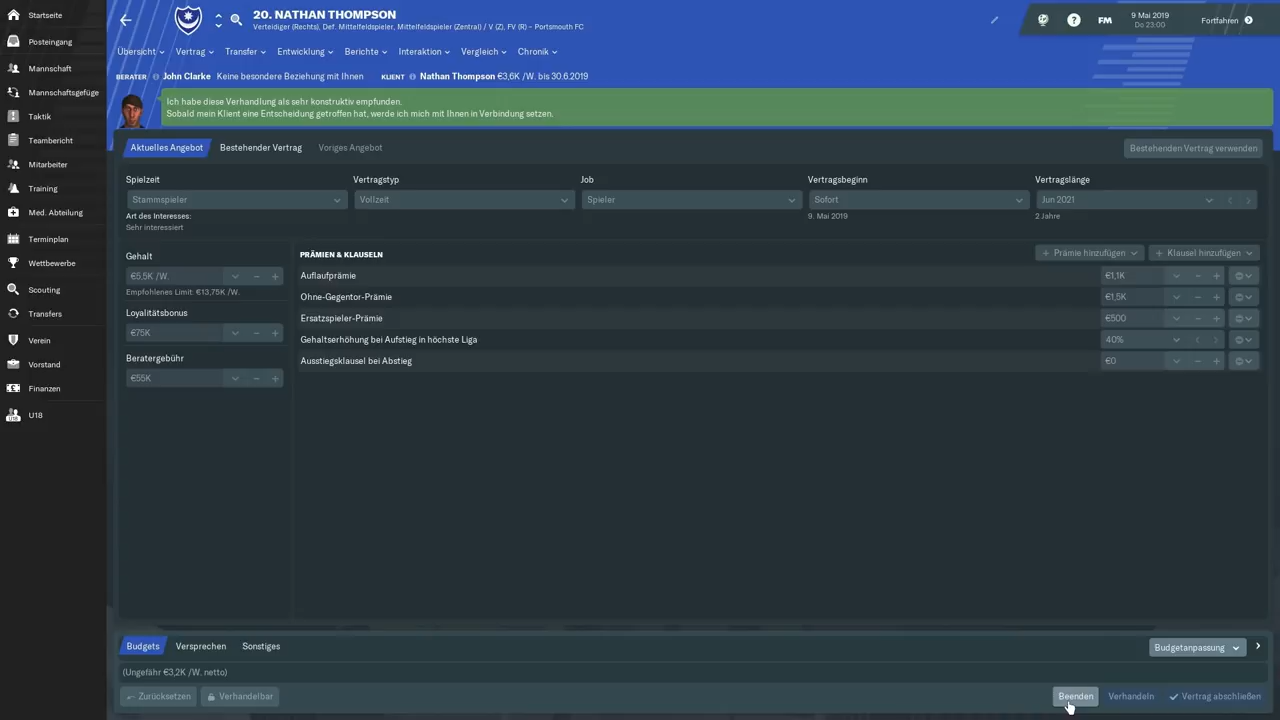 Startseite
Posteingang
Mannschaft
Mannschaftsgefüge
Taktik
Teambericht
Mitarbeiter
Training
Med. Abteilung
Terminplan
Wettbewerbe
Scouting
Transfers
Verein
Vorstand
Finanzen
U18
20. NATHAN THOMPSON
Verteidiger (Rechts), Def. Mittelfeldspieler, Mittelfeldspieler (Zentral) / V (Z), FV (R) – Portsmouth FC
FM
9 Mai 2019
Do 23:00
Fortfahren
Übersicht Vertrag Transfer Entwicklung Berichte Interaktion Vergleich Chronik
BERATER John Clarke Keine besondere Beziehung mit Ihnen KLIENT Nathan Thompson €3,6K /W. bis 30.6.2019
Ich habe diese Verhandlung als sehr konstruktiv empfunden.
Sobald mein Klient eine Entscheidung getroffen hat, werde ich mich mit Ihnen in Verbindung setzen.
Aktuelles Angebot Bestehender Vertrag Voriges Angebot Bestehenden Vertrag verwenden
Spielzeit Vertragstyp Job Vertragsbeginn Vertragslänge
Stammspieler Vollzeit Spieler Sofort Jun 2021
Art des Interesses: 9. Mai 2019 2 Jahre
Sehr interessiert
Gehalt
€5,5K /W.
Empfohlenes Limit: €13,75K /W.
Loyalitätsbonus
€75K
Beratergebühr
€55K
PRÄMIEN & KLAUSELN Prämie hinzufügen Klausel hinzufügen
Auflaufprämie €1,1K
Ohne-Gegentor-Prämie €1,5K
Ersatzspieler-Prämie €500
Gehaltserhöhung bei Aufstieg in höchste Liga 40%
Ausstiegsklausel bei Abstieg €0
Budgets Versprechen Sonstiges Budgetanpassung
(Ungefähr €3,2K /W. netto)
Zurücksetzen Verhandelbar Beenden Verhandeln Vertrag abschließen